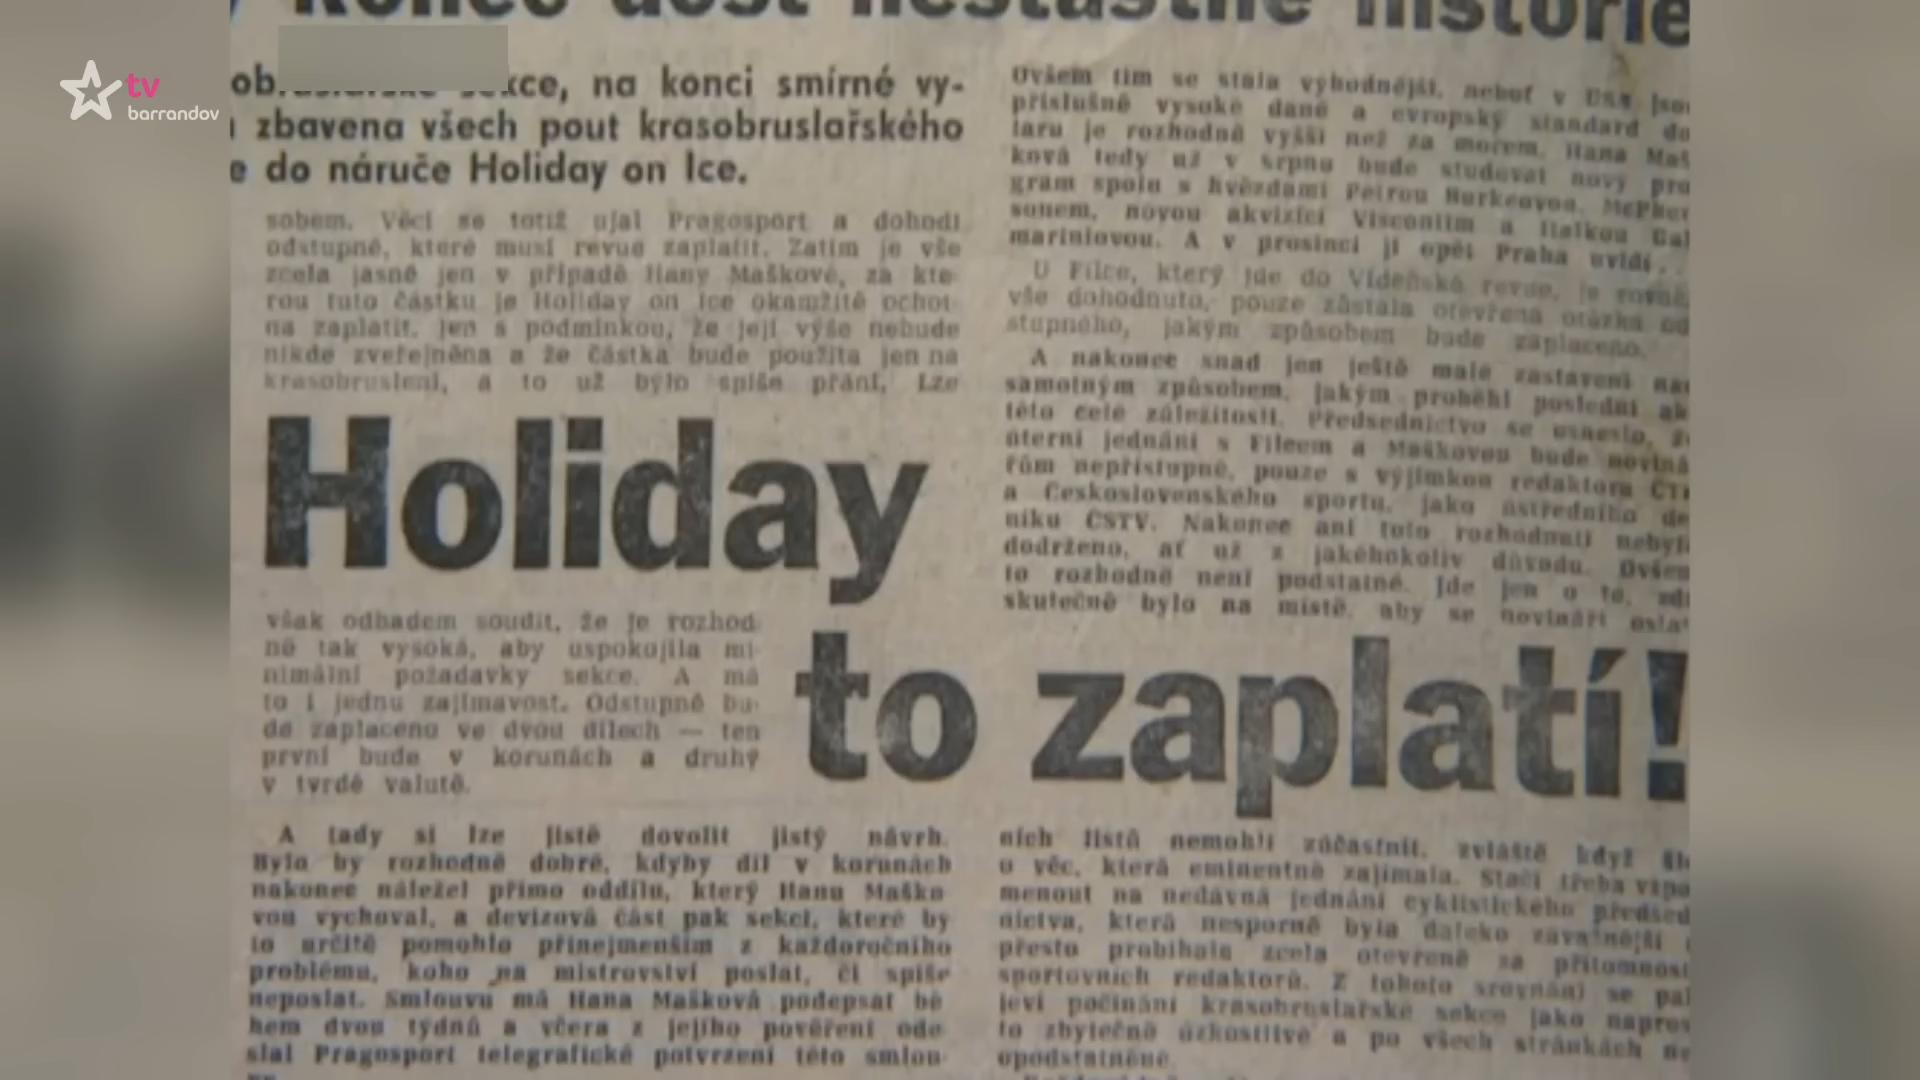 tv
barrandov
konec dost nešťastné historie
sekce, na konci smírné vy-
zbavena všech pout krasobruslařského
e do náruče Holiday on Ice.
sobem. Věci se totiž ujal Pragosport a dohodl
odstupné, které musí revue zaplatit. Zatím je vše
zcela jasné jen v případě Hany Maškové, za kte-
rou tuto částku je Holiday on Ice okamžitě ochot-
na zaplatit. Jen s podmínkou, že její výše nebude
nikde zveřejněna a že částka bude použita jen na
krasobruslení, a to už bylo spíše přání. Lze
Holiday
však odhadem soudit, že je rozhod-
ně tak vysoká, aby uspokojila mi-
nimální požadavky sekce. A má
to i jednu zajímavost. Odstupné bu-
de zaplaceno ve dvou dílech — ten
první bude v korunách a druhý
v tvrdé valutě.
to zaplatí!
A tady si lze jistě dovolit jistý návrh.
Bylo by rozhodně dobré, kdyby díl v korunách
nakonec náležel přímo oddílu, který Hanu Maško-
vou vychoval, a devizová část pak sekci, které by
to určitě pomohlo přinejmenším z každoročního
problému, koho na mistrovství poslat, či spíše
neposlat. Smlouvu má Hana Mašková podepsat bě-
hem dvou týdnů a včera z jejího pověření ode-
slal Pragosport telegrafické potvrzení této smlou-
Ovšem tím se stala výhodnější, neboť v USA jsou
příslušně vysoké daně a evropský standard do-
laru je rozhodně vyšší než za mořem. Hana Maš-
ková tedy už v srpnu bude studovat nový pro-
gram spolu s hvězdami Petrou Burkeovou, McPher-
sonem, novou akvizicí Viscontim a Italkou
mariniovou. A v prosinci ji opět Praha uvidí...
U Filce, který jde do Vídeňské revue, je rovněž
vše dohodnuto, pouze zůstala otevřena otázka od-
stupného, jakým způsobem bude zaplaceno.
A nakonec snad jen ještě malé zastavení nad
samotným způsobem, jakým proběhl poslední akt
této celé záležitosti. Předsednictvo se usneslo, že
úterní jednání s Filcem a Maškovou bude noviná-
řům nepřístupné, pouze s výjimkou redaktora ČTK
a Československého sportu, jako ústředního de-
níku ČSTV. Nakonec ani toto rozhodnutí nebylo
dodrženo, ať už z jakéhokoliv důvodu. Ovšem
to rozhodně není podstatné. Jde jen o to, zda
skutečně bylo na místě, aby se novináři
ních listů nemohli zúčastnit, zvláště když šlo
o věc, která eminentně zajímala. Stačí třeba vzpo-
menout na nedávná jednání cyklistického předsed-
nictva, která nesporně byla daleko závažnější
přesto probíhala zcela otevřeně za přítomnosti
sportovních redaktorů. Z tohoto srovnání se pak
jeví počínání krasobruslařské sekce jako napros-
to zbytečně úzkostlivé a po všech stránkách ne-
opodstatněné.